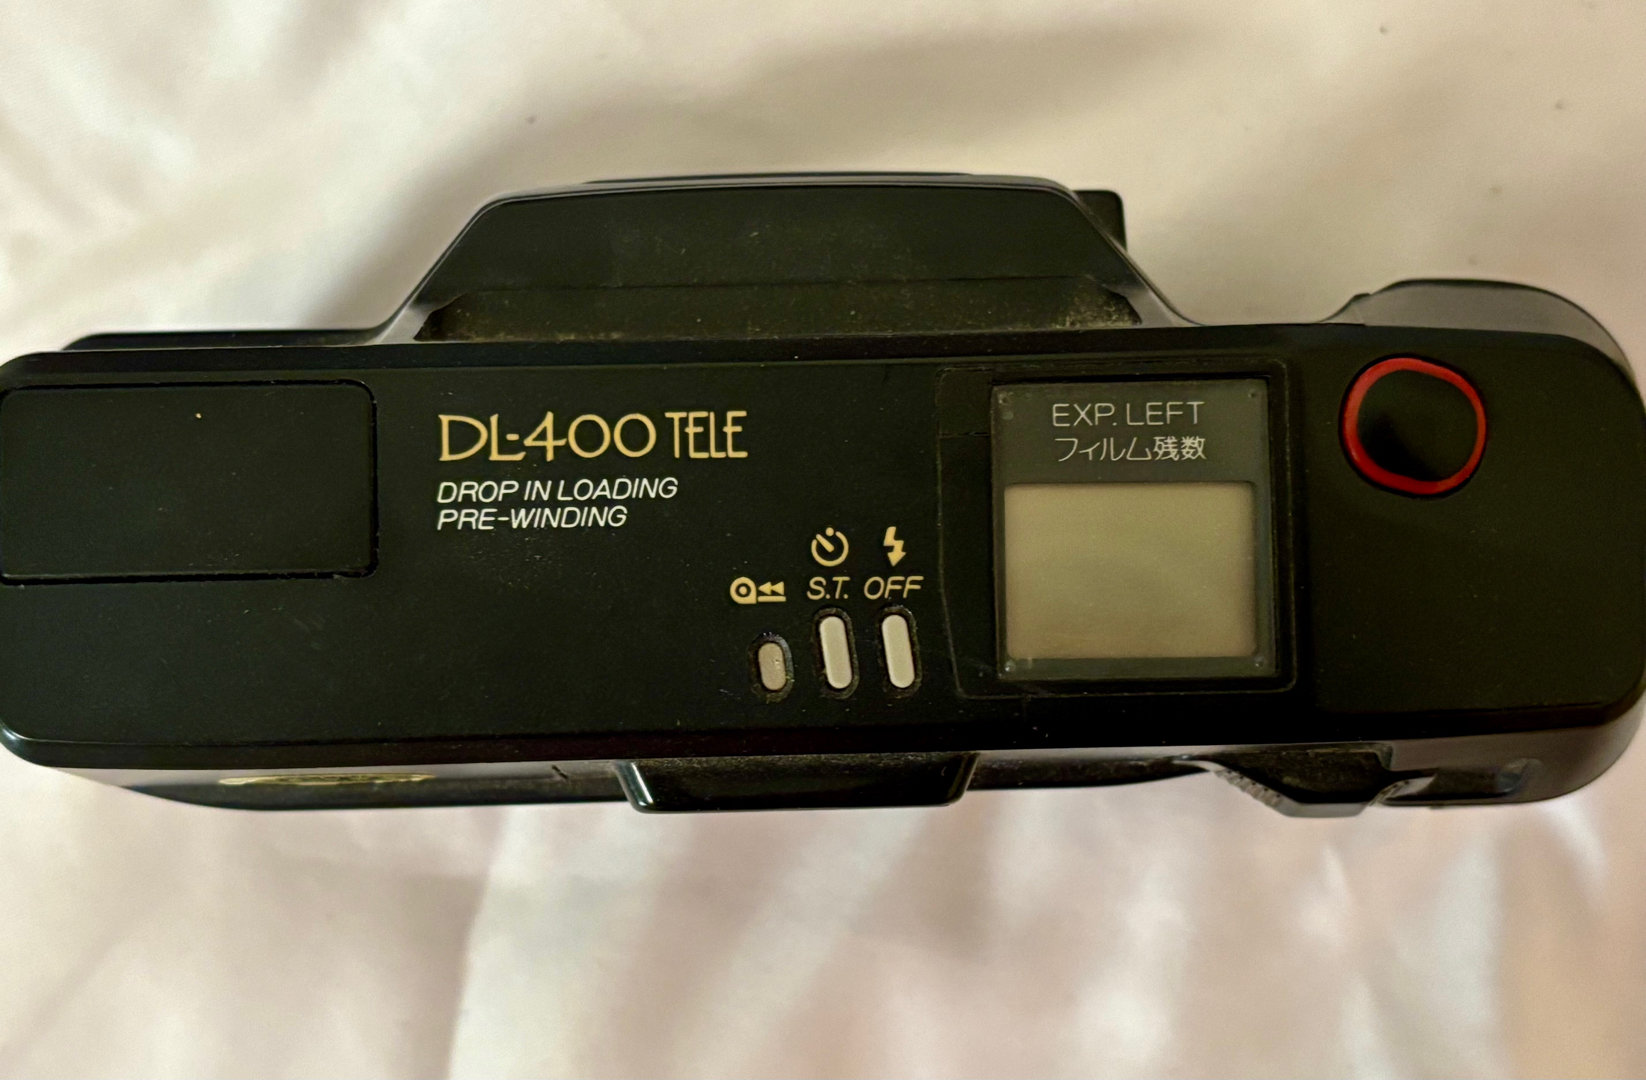 DL-400 TELE
DROP IN LOADING
PRE-WINDING
S.T. OFF
EXP. LEFT
フィルム残数